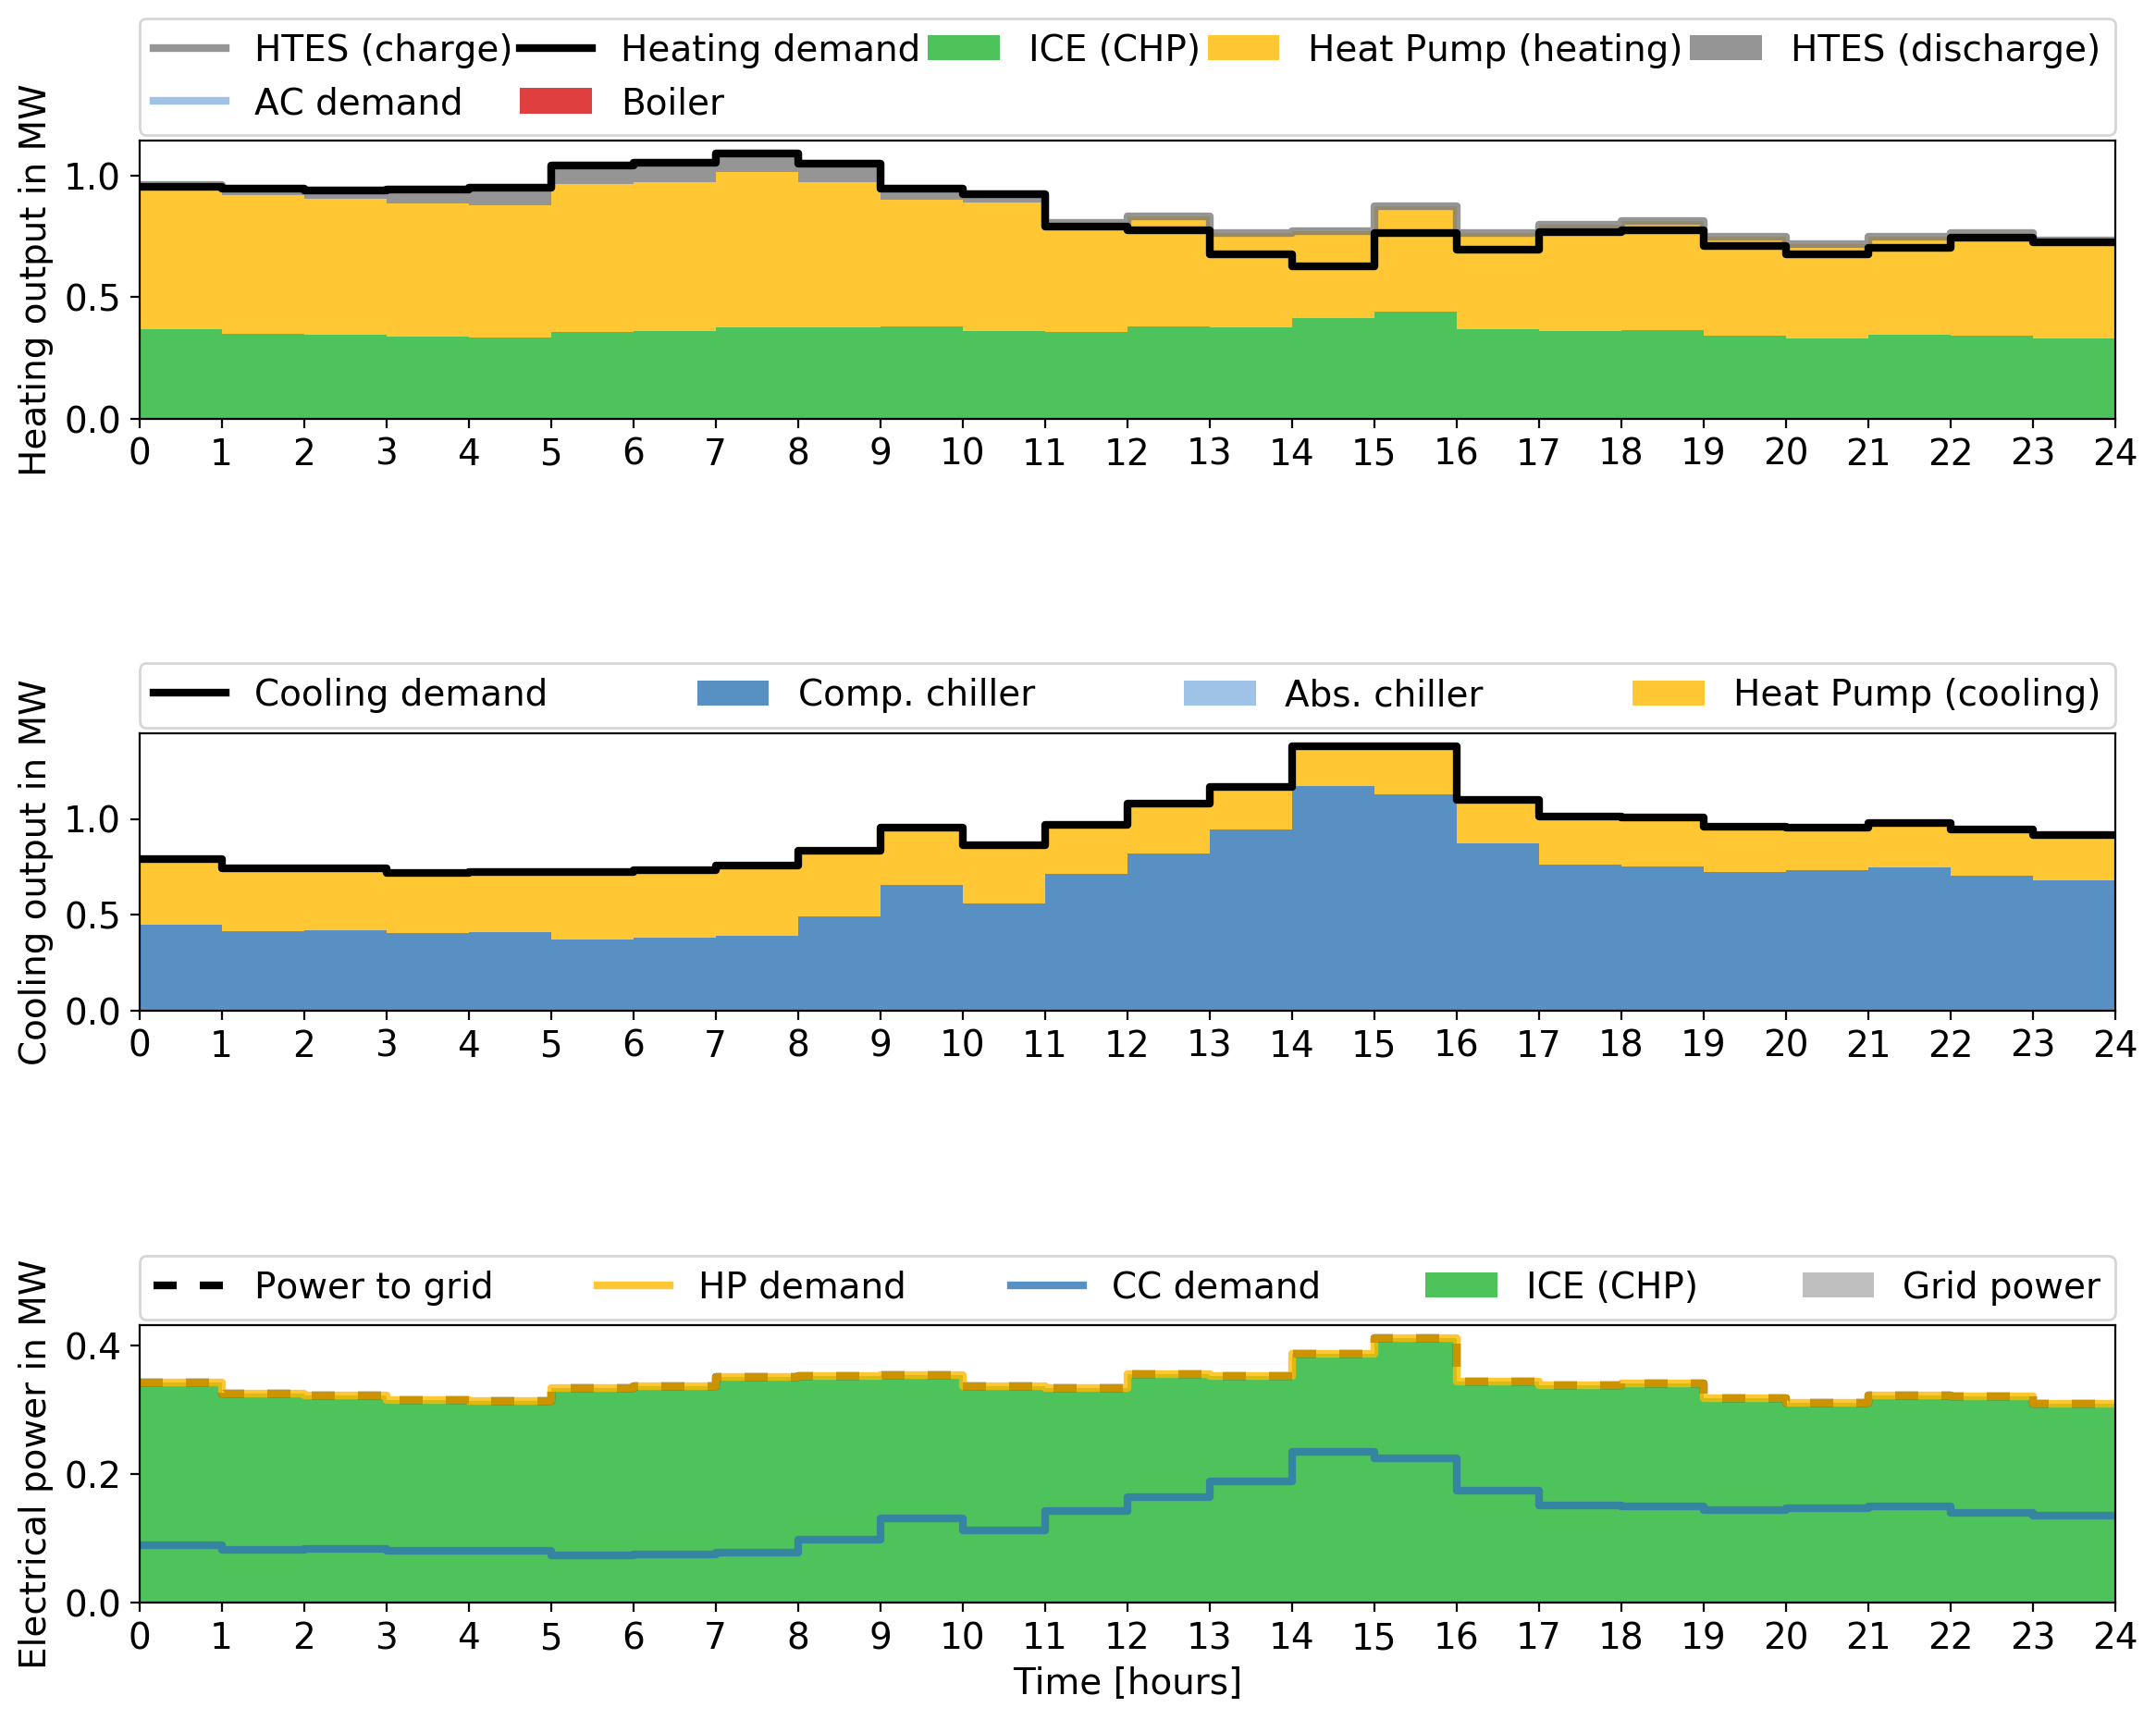 HTES (charge) Heating demand ICE (CHP) Heat Pump (heating) HTES (discharge)
AC demand Boiler
Heating output in MW
1.0
0.5
0.0
0 1 2 3 4 5 6 7 8 9 10 11 12 13 14 15 16 17 18 19 20 21 22 23 24
Cooling demand Comp. chiller Abs. chiller Heat Pump (cooling)
Cooling output in MW
1.0
0.5
0.0
0 1 2 3 4 5 6 7 8 9 10 11 12 13 14 15 16 17 18 19 20 21 22 23 24
Power to grid HP demand CC demand ICE (CHP) Grid power
Electrical power in MW
0.4
0.2
0.0
0 1 2 3 4 5 6 7 8 9 10 11 12 13 14 15 16 17 18 19 20 21 22 23 24
Time [hours]